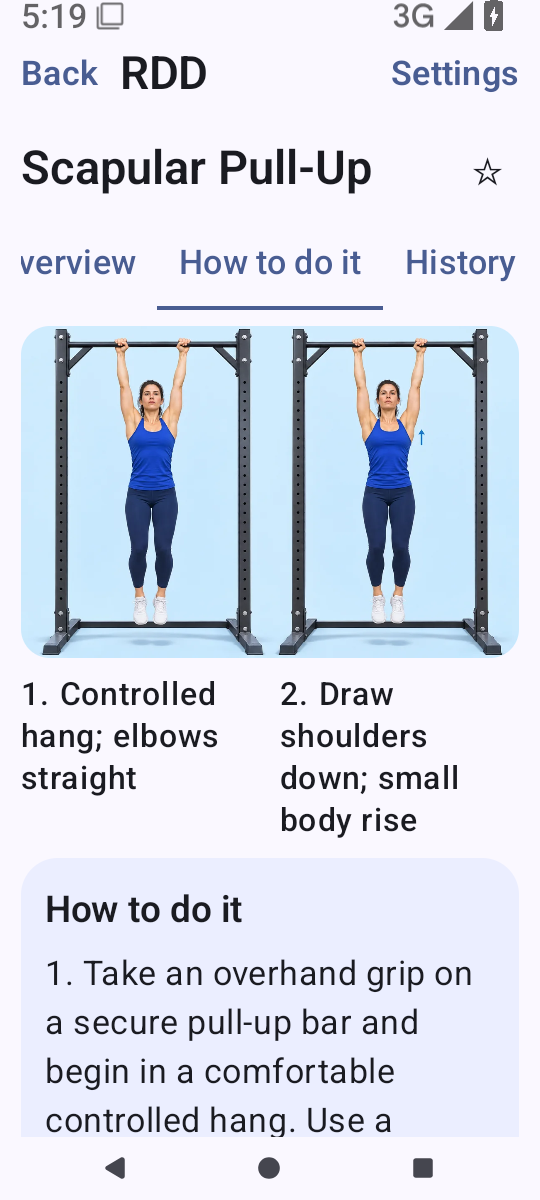 5:19 3G
Back RDD Settings
Scapular Pull-Up ☆
verview How to do it History
1. Controlled
hang; elbows
straight
2. Draw
shoulders
down; small
body rise
How to do it
1. Take an overhand grip on
a secure pull-up bar and
begin in a comfortable
controlled hang. Use a